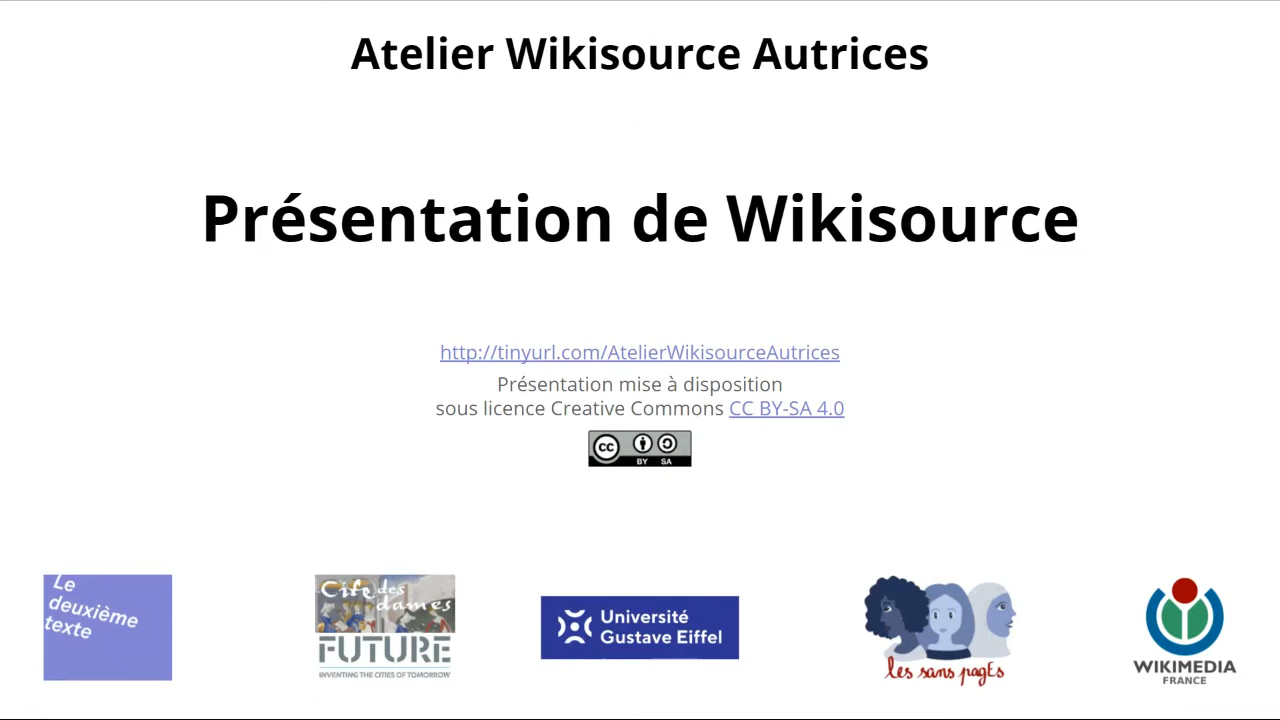 Atelier Wikisource Autrices
Présentation de Wikisource
http://tinyurl.com/AtelierWikisourceAutrices
Présentation mise à disposition
sous licence Creative Commons CC BY-SA 4.0
cc BY SA
Le
deuxième
texte
Cité des
dames
FUTURE
INVENTING THE CITIES OF TOMORROW
Université
Gustave Eiffel
les sans pagEs
WIKIMEDIA
FRANCE